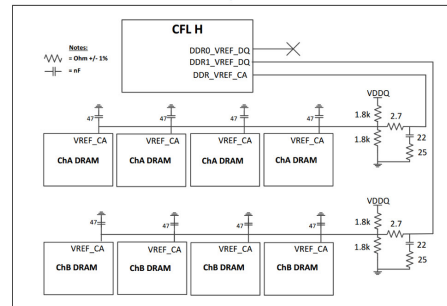 CFL H
Notes:
= Ohm +/- 1%
= nF
DDR0_VREF_DQ
DDR1_VREF_DQ
DDR_VREF_CA
VDDQ
1.8k
2.7
1.8k
22
25
47
47
47
47
VREF_CA
VREF_CA
VREF_CA
VREF_CA
ChA DRAM
ChA DRAM
ChA DRAM
ChA DRAM
VDDQ
1.8k
2.7
1.8k
22
25
47
47
47
47
VREF_CA
VREF_CA
VREF_CA
VREF_CA
ChB DRAM
ChB DRAM
ChB DRAM
ChB DRAM